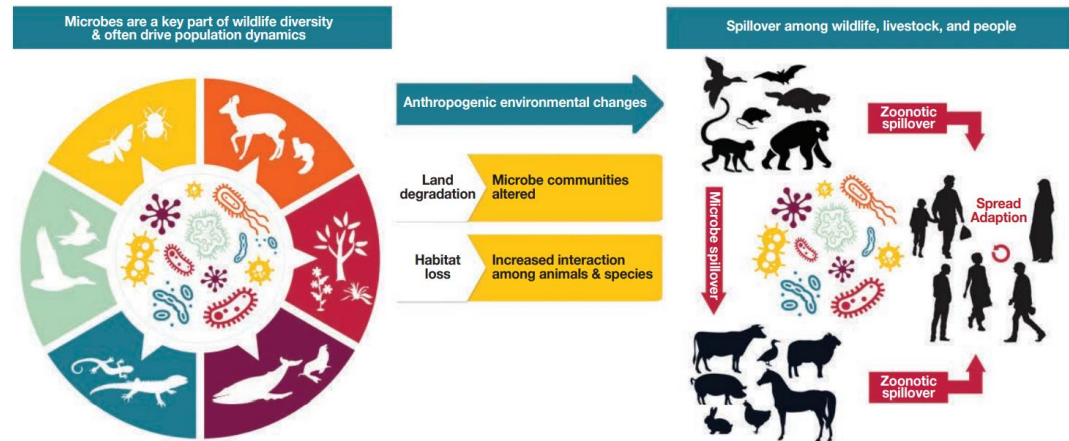 Microbes are a key part of wildlife diversity
& often drive population dynamics
Anthropogenic environmental changes
Land
degradation
Microbe communities
altered
Habitat
loss
Increased interaction
among animals & species
Spillover among wildlife, livestock, and people
Zoonotic
spillover
Microbe spillover
Spread
Adaption
Zoonotic
spillover